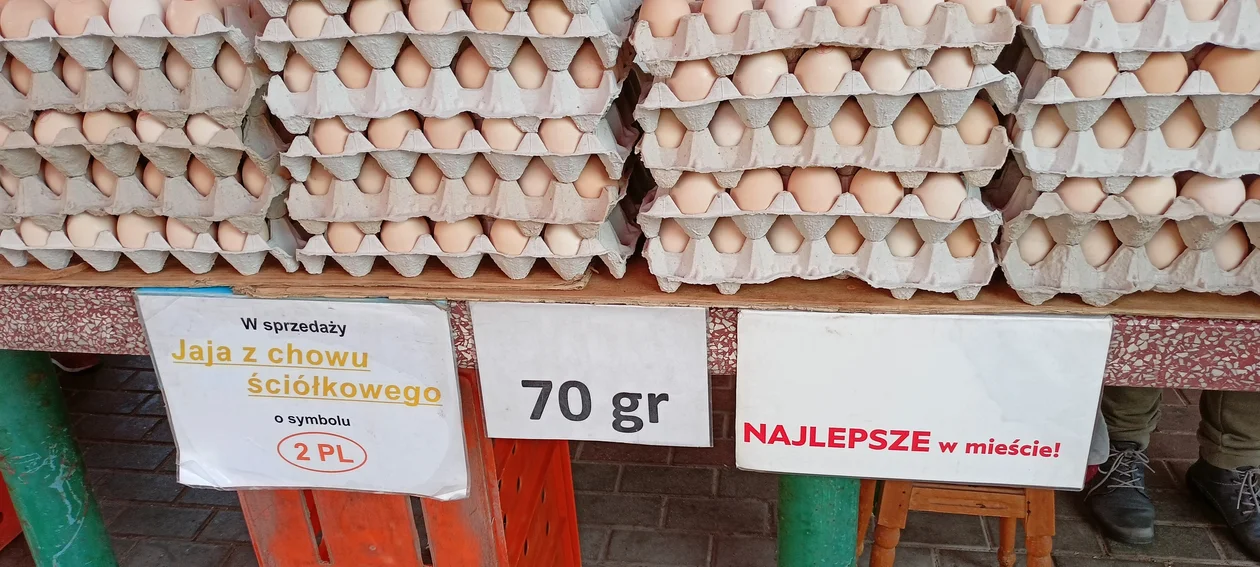 W sprzedaży
Jaja z chowu
ściółkowego
o symbolu
2 PL
70 gr
NAJLEPSZE w mieście!